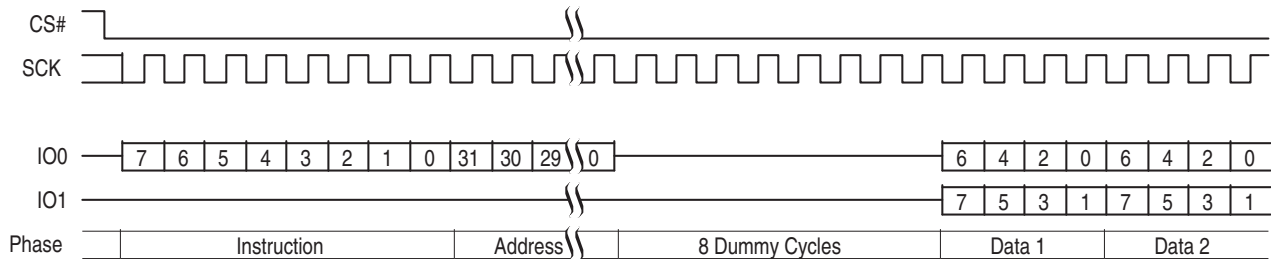 CS#
SCK
IO0 7 6 5 4 3 2 1 0 31 30 29 0 6 4 2 0 6 4 2 0
IO1 7 5 3 1 7 5 3 1
Phase Instruction Address 8 Dummy Cycles Data 1 Data 2